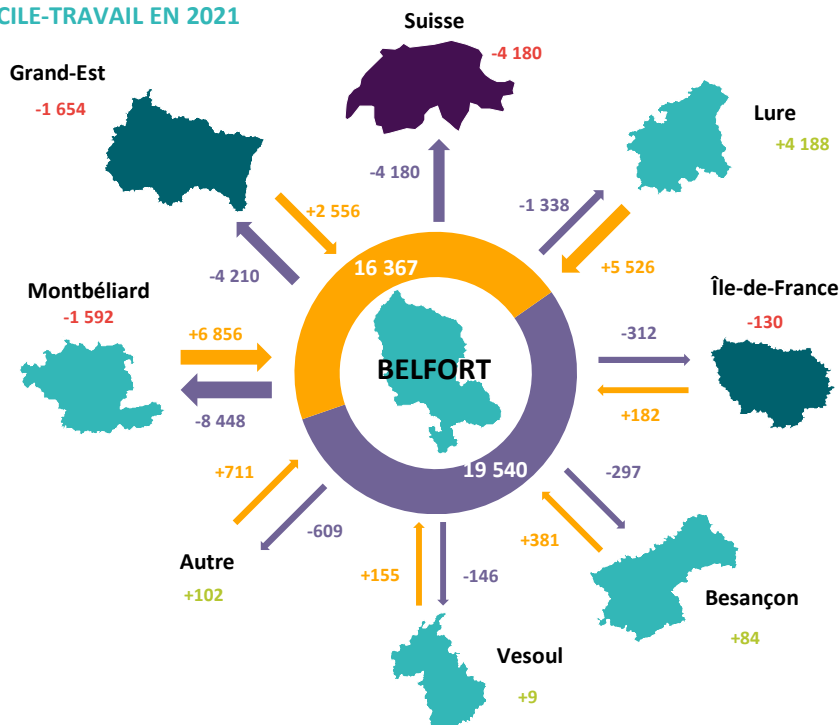 CILE-TRAVAIL EN 2021
Suisse
-4 180
-4 180
Grand-Est
-1 654
+2 556
-4 210
Lure
+4 188
-1 338
+5 526
16 367
Montbéliard
-1 592
+6 856
-8 448
BELFORT
Île-de-France
-130
-312
+182
19 540
+711
-609
Autre
+102
-297
+381
Besançon
+84
+155
-146
Vesoul
+9